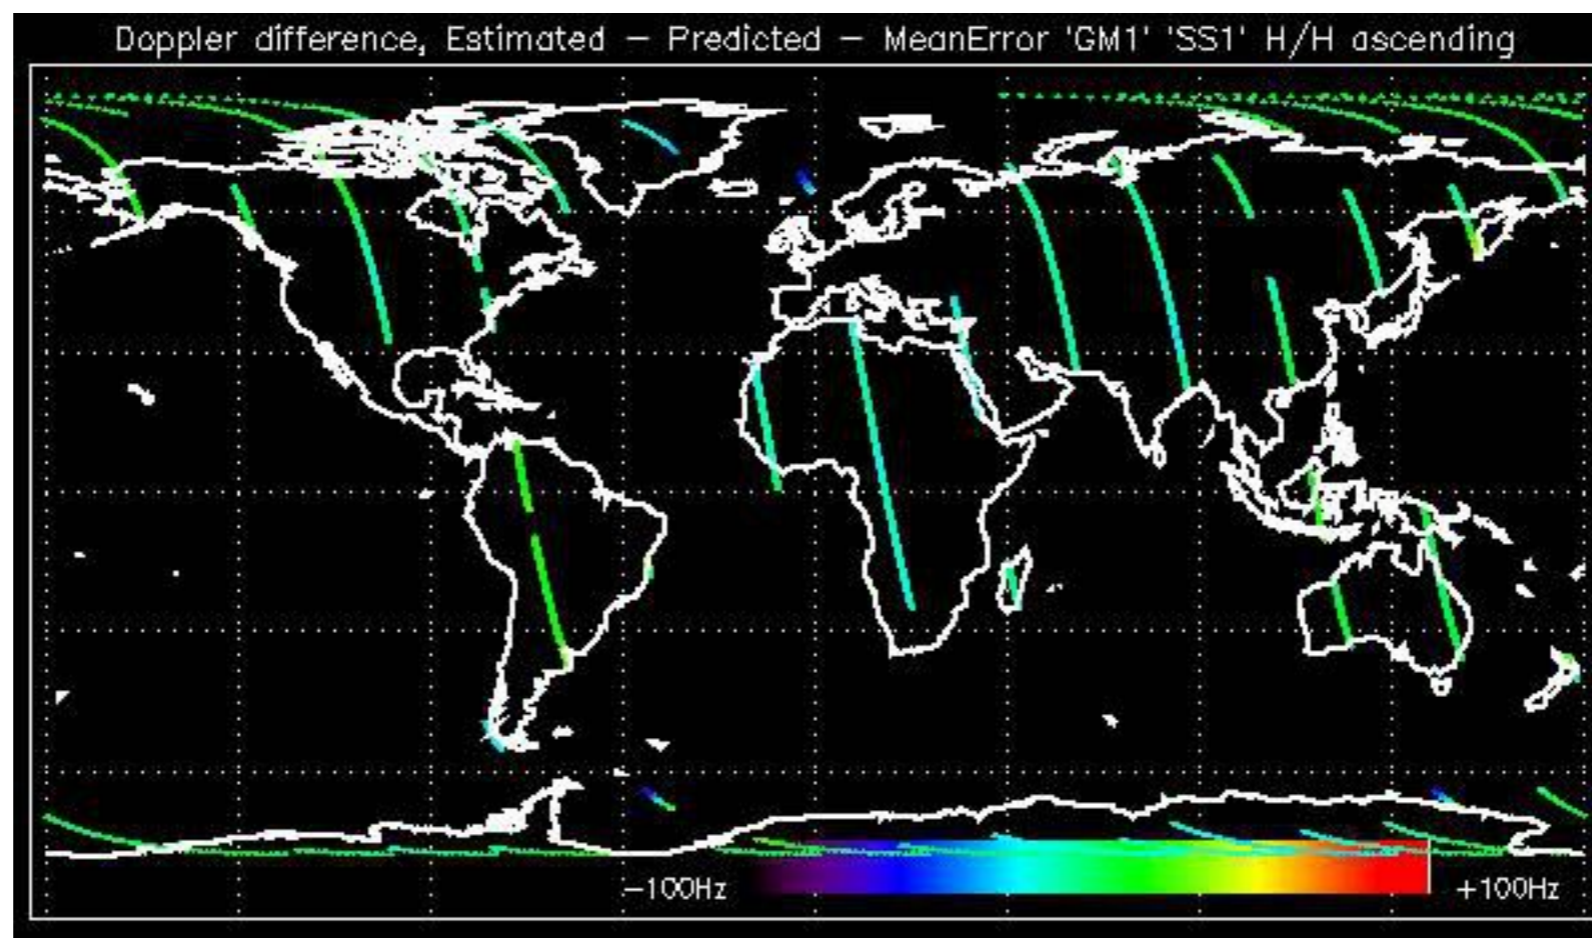 Doppler difference, Estimated – Predicted – MeanError 'GM1' 'SS1' H/H ascending
–100Hz +100Hz